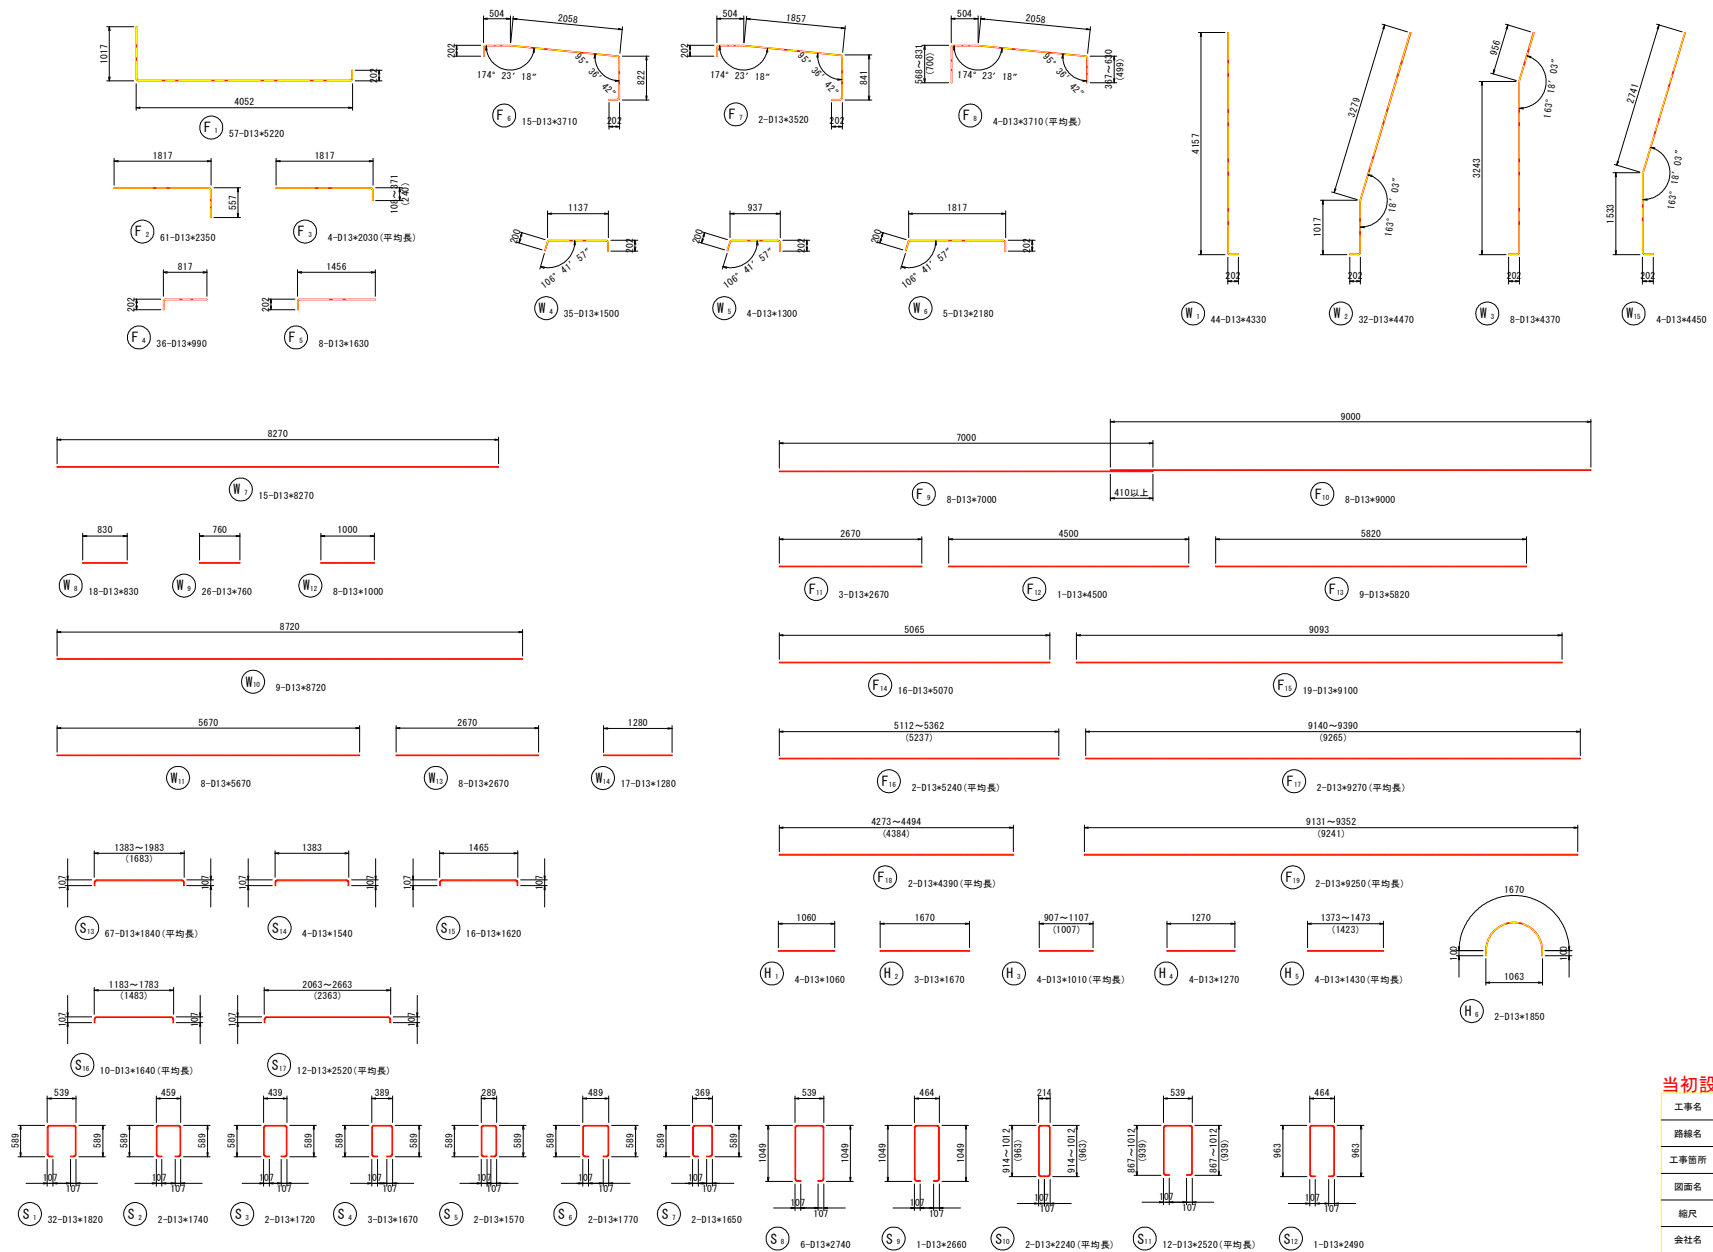 1017
4052
202
F1 57-D13*5220
504
2058
202
174° 23′ 18″
95° 36′ 42″
822
202
F6 15-D13*3710
504
1857
202
174° 23′ 18″
95° 36′ 42″
841
202
F7 2-D13*3520
504
2058
568～831
(700)
174° 23′ 18″
95° 36′ 42″
367～630
(499)
F8 4-D13*3710(平均長)
4157
202
W1 44-D13*4330
3279
1017
163° 18′ 03″
202
W2 32-D13*4470
956
3243
163° 18′ 03″
202
W3 8-D13*4370
2741
1533
163° 18′ 03″
202
W15 4-D13*4450
1817
557
F2 61-D13*2350
1817
108～371
(240)
F3 4-D13*2030(平均長)
817
202
F4 36-D13*990
1456
202
F5 8-D13*1630
1137
200
202
106° 41′ 57″
W4 35-D13*1500
937
200
202
106° 41′ 57″
W5 4-D13*1300
1817
200
202
106° 41′ 57″
W6 5-D13*2180
8270
W7 15-D13*8270
830
W8 18-D13*830
760
W9 26-D13*760
1000
W12 8-D13*1000
8720
W10 9-D13*8720
5670
W11 8-D13*5670
2670
W13 8-D13*2670
1280
W14 17-D13*1280
7000
9000
410以上
F9 8-D13*7000
F10 8-D13*9000
2670
F11 3-D13*2670
4500
F12 1-D13*4500
5820
F13 9-D13*5820
5065
F14 16-D13*5070
9093
F15 19-D13*9100
5112～5362
(5237)
F16 2-D13*5240(平均長)
9140～9390
(9265)
F17 2-D13*9270(平均長)
4273～4494
(4384)
F18 2-D13*4390(平均長)
9131～9352
(9241)
F19 2-D13*9250(平均長)
1383～1983
(1683)
107
107
S13 67-D13*1840(平均長)
1383
107
107
S14 4-D13*1540
1465
107
107
S15 16-D13*1620
1183～1783
(1483)
107
107
S16 10-D13*1640(平均長)
2063～2663
(2363)
107
107
S17 12-D13*2520(平均長)
1060
H1 4-D13*1060
1670
H2 3-D13*1670
907～1107
(1007)
H3 4-D13*1010(平均長)
1270
H4 4-D13*1270
1373～1473
(1423)
H5 4-D13*1430(平均長)
1670
100
100
1063
H6 2-D13*1850
539
589
589
107
107
S1 32-D13*1820
459
589
589
107
107
S2 2-D13*1740
439
589
589
107
107
S3 2-D13*1720
389
589
589
107
107
S4 3-D13*1670
289
589
589
107
107
S5 2-D13*1570
489
589
589
107
107
S6 2-D13*1770
369
589
589
107
107
S7 2-D13*1650
539
1049
1049
107
107
S8 6-D13*2740
464
1049
1049
107
107
S9 1-D13*2660
214
914～1012
(963)
914～1012
(963)
107
107
S10 2-D13*2240(平均長)
539
867～1012
(939)
867～1012
(939)
107
107
S11 12-D13*2520(平均長)
464
963
963
107
107
S12 1-D13*2490
当初設
工事名
路線名
工事箇所
図面名
縮尺
会社名